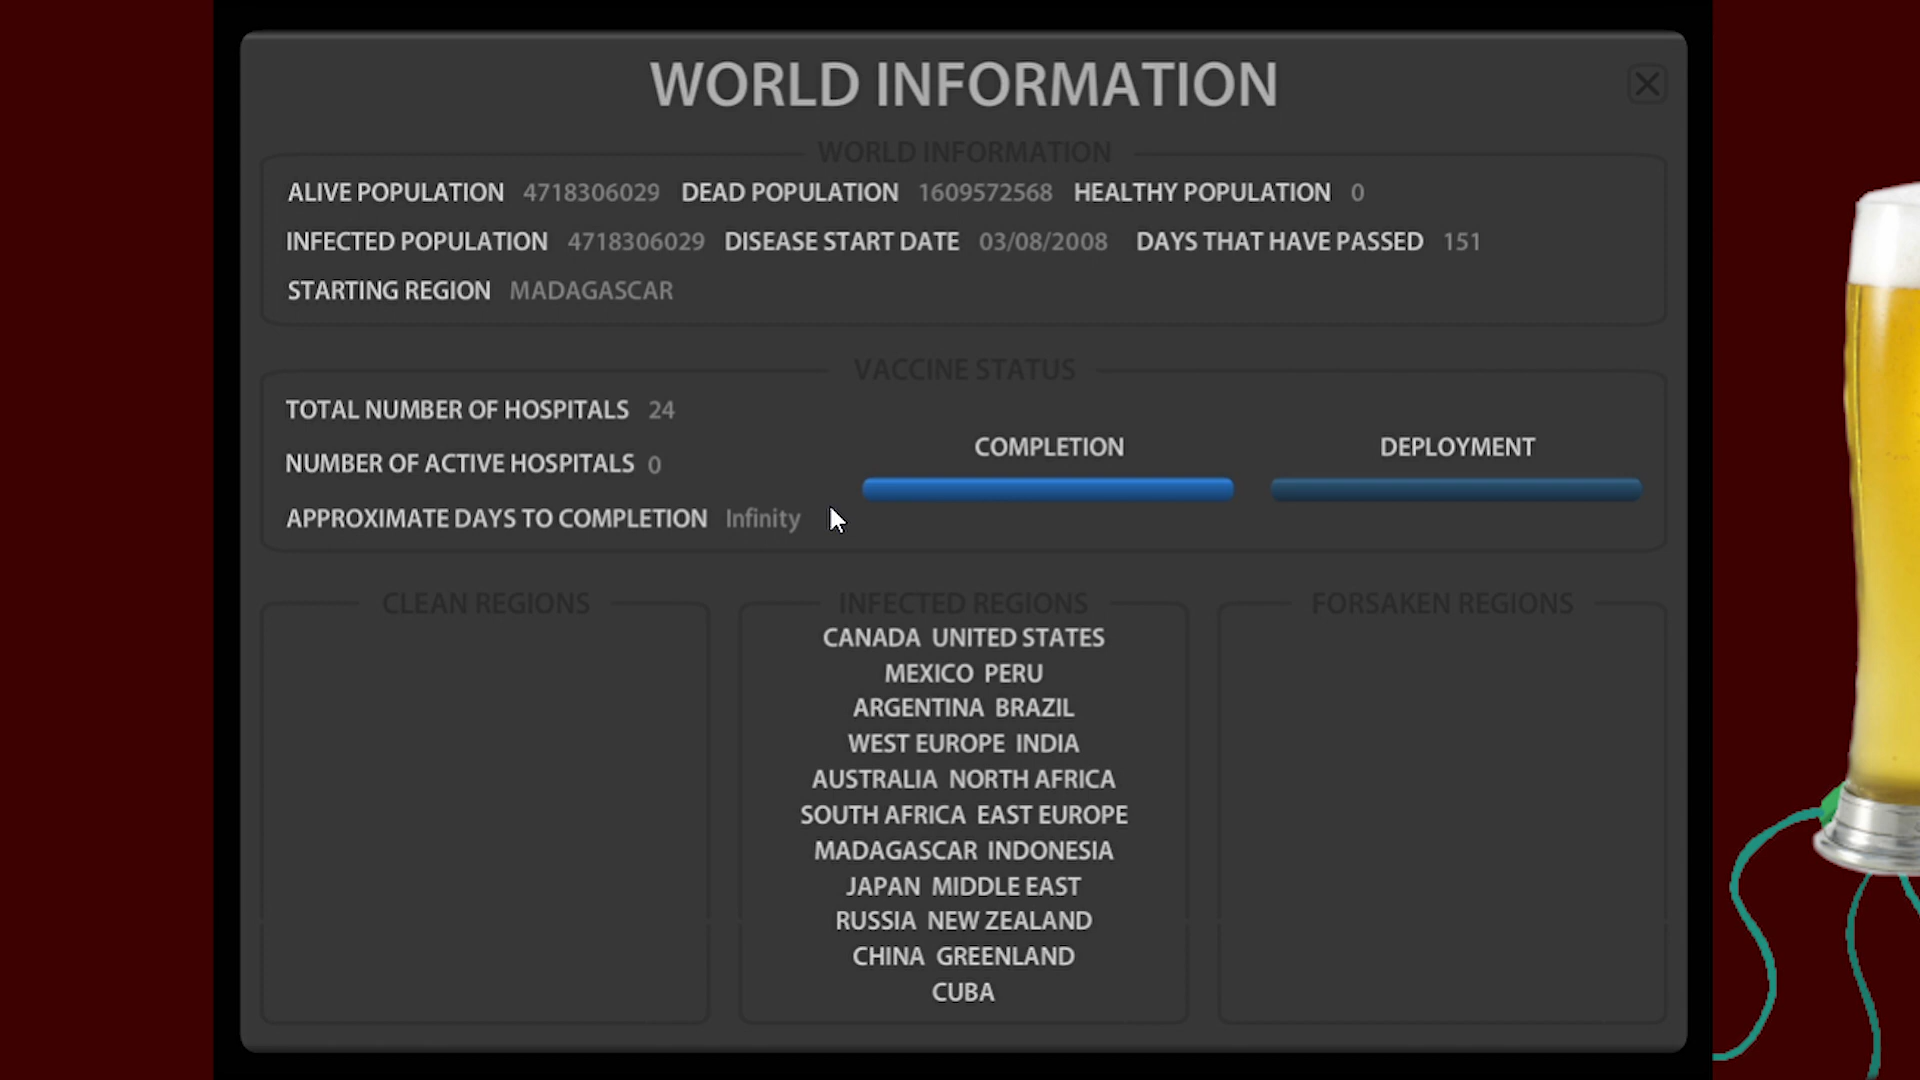 WORLD INFORMATION
WORLD INFORMATION
ALIVE POPULATION 4718306029 DEAD POPULATION 1609572568 HEALTHY POPULATION 0
INFECTED POPULATION 4718306029 DISEASE START DATE 03/08/2008 DAYS THAT HAVE PASSED 151
STARTING REGION MADAGASCAR
VACCINE STATUS
TOTAL NUMBER OF HOSPITALS 24
COMPLETION DEPLOYMENT
NUMBER OF ACTIVE HOSPITALS 0
APPROXIMATE DAYS TO COMPLETION Infinity
CLEAN REGIONS INFECTED REGIONS FORSAKEN REGIONS
CANADA UNITED STATES
MEXICO PERU
ARGENTINA BRAZIL
WEST EUROPE INDIA
AUSTRALIA NORTH AFRICA
SOUTH AFRICA EAST EUROPE
MADAGASCAR INDONESIA
JAPAN MIDDLE EAST
RUSSIA NEW ZEALAND
CHINA GREENLAND
CUBA